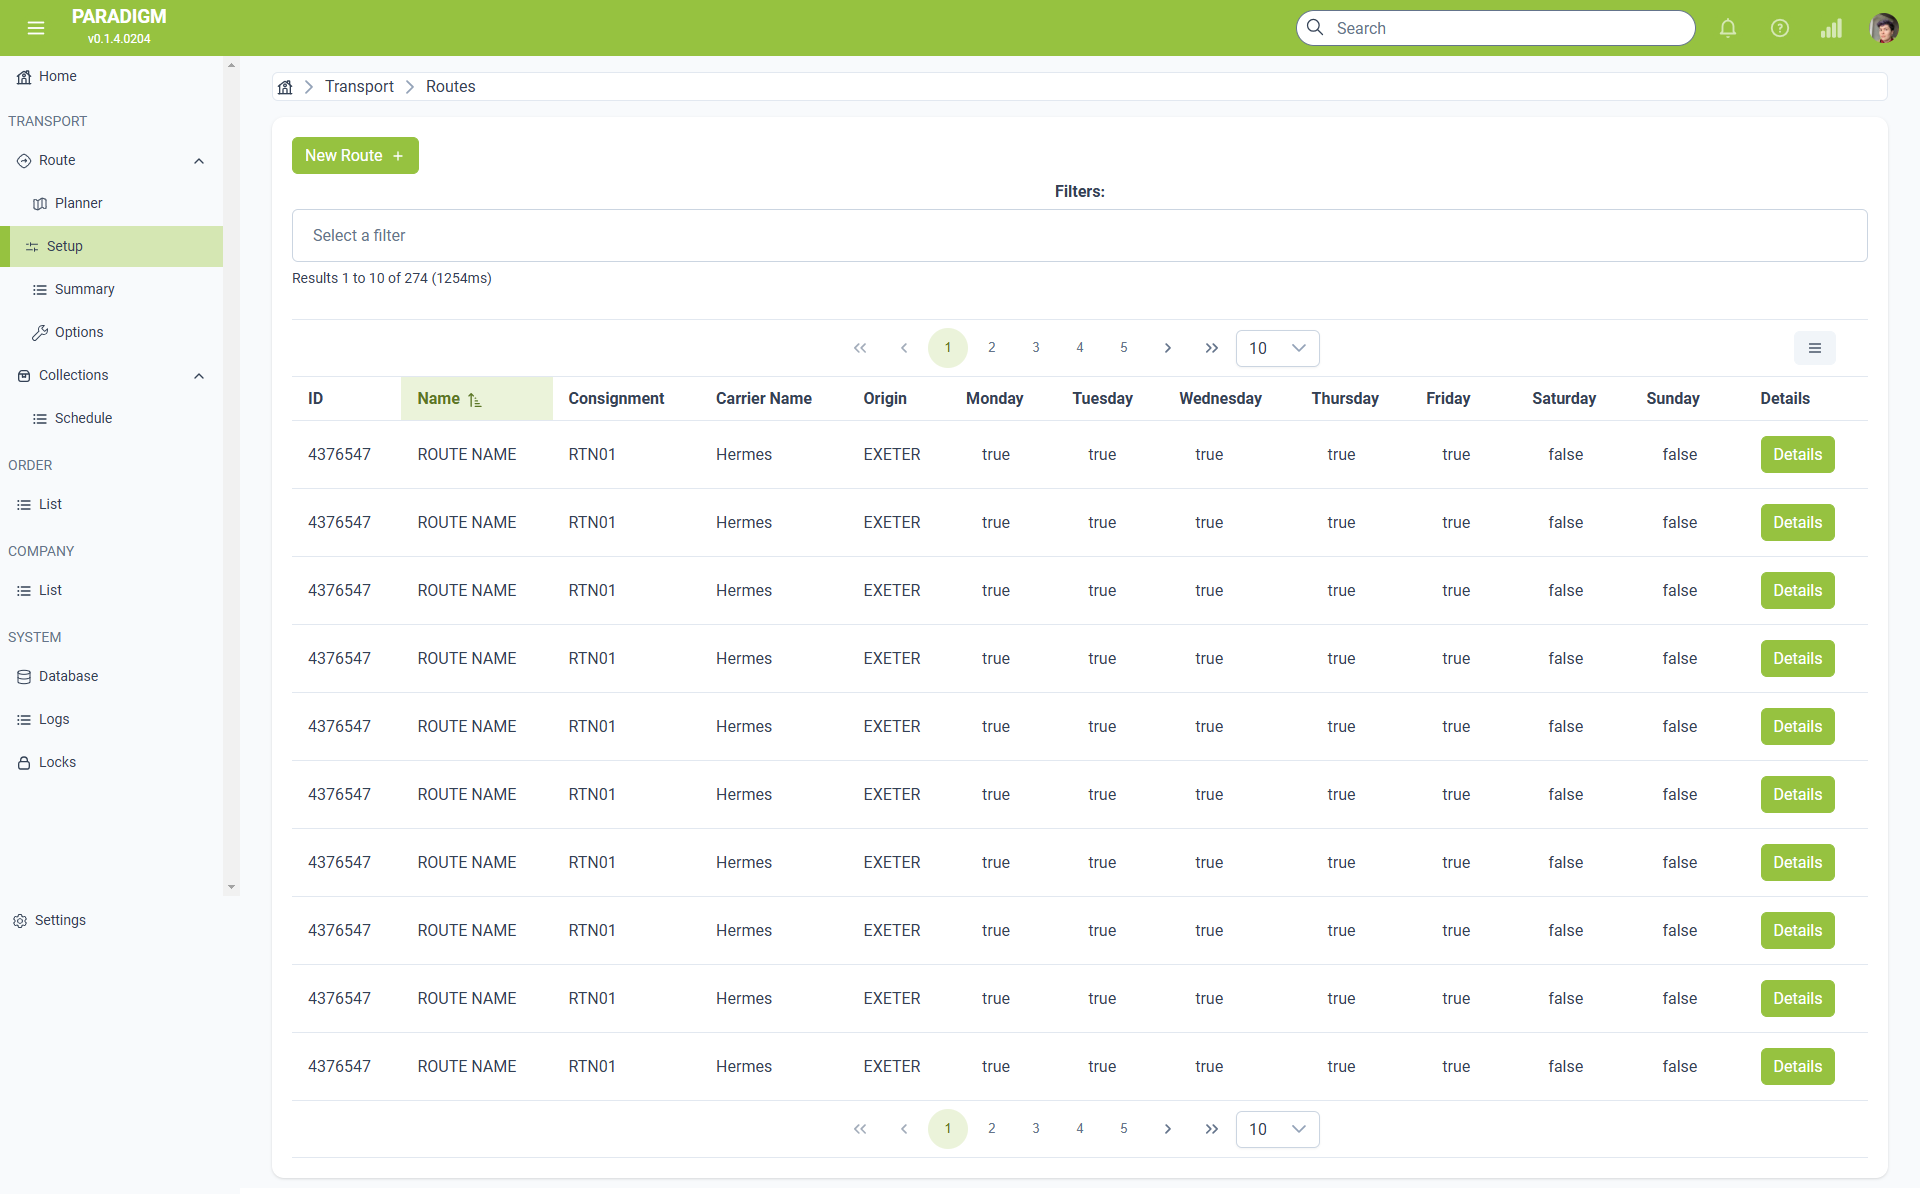 PARADIGM
v0.1.4.0204
Search
Home
TRANSPORT
Route
Planner
Setup
Summary
Options
Collections
Schedule
ORDER
List
COMPANY
List
SYSTEM
Database
Logs
Locks
Settings
Transport Routes
New Route +
Filters:
Select a filter
Results 1 to 10 of 274 (1254ms)
1 2 3 4 5 10
ID Name Consignment Carrier Name Origin Monday Tuesday Wednesday Thursday Friday Saturday Sunday Details
4376547 ROUTE NAME RTN01 Hermes EXETER true true true true true false false Details
4376547 ROUTE NAME RTN01 Hermes EXETER true true true true true false false Details
4376547 ROUTE NAME RTN01 Hermes EXETER true true true true true false false Details
4376547 ROUTE NAME RTN01 Hermes EXETER true true true true true false false Details
4376547 ROUTE NAME RTN01 Hermes EXETER true true true true true false false Details
4376547 ROUTE NAME RTN01 Hermes EXETER true true true true true false false Details
4376547 ROUTE NAME RTN01 Hermes EXETER true true true true true false false Details
4376547 ROUTE NAME RTN01 Hermes EXETER true true true true true false false Details
4376547 ROUTE NAME RTN01 Hermes EXETER true true true true true false false Details
4376547 ROUTE NAME RTN01 Hermes EXETER true true true true true false false Details
1 2 3 4 5 10